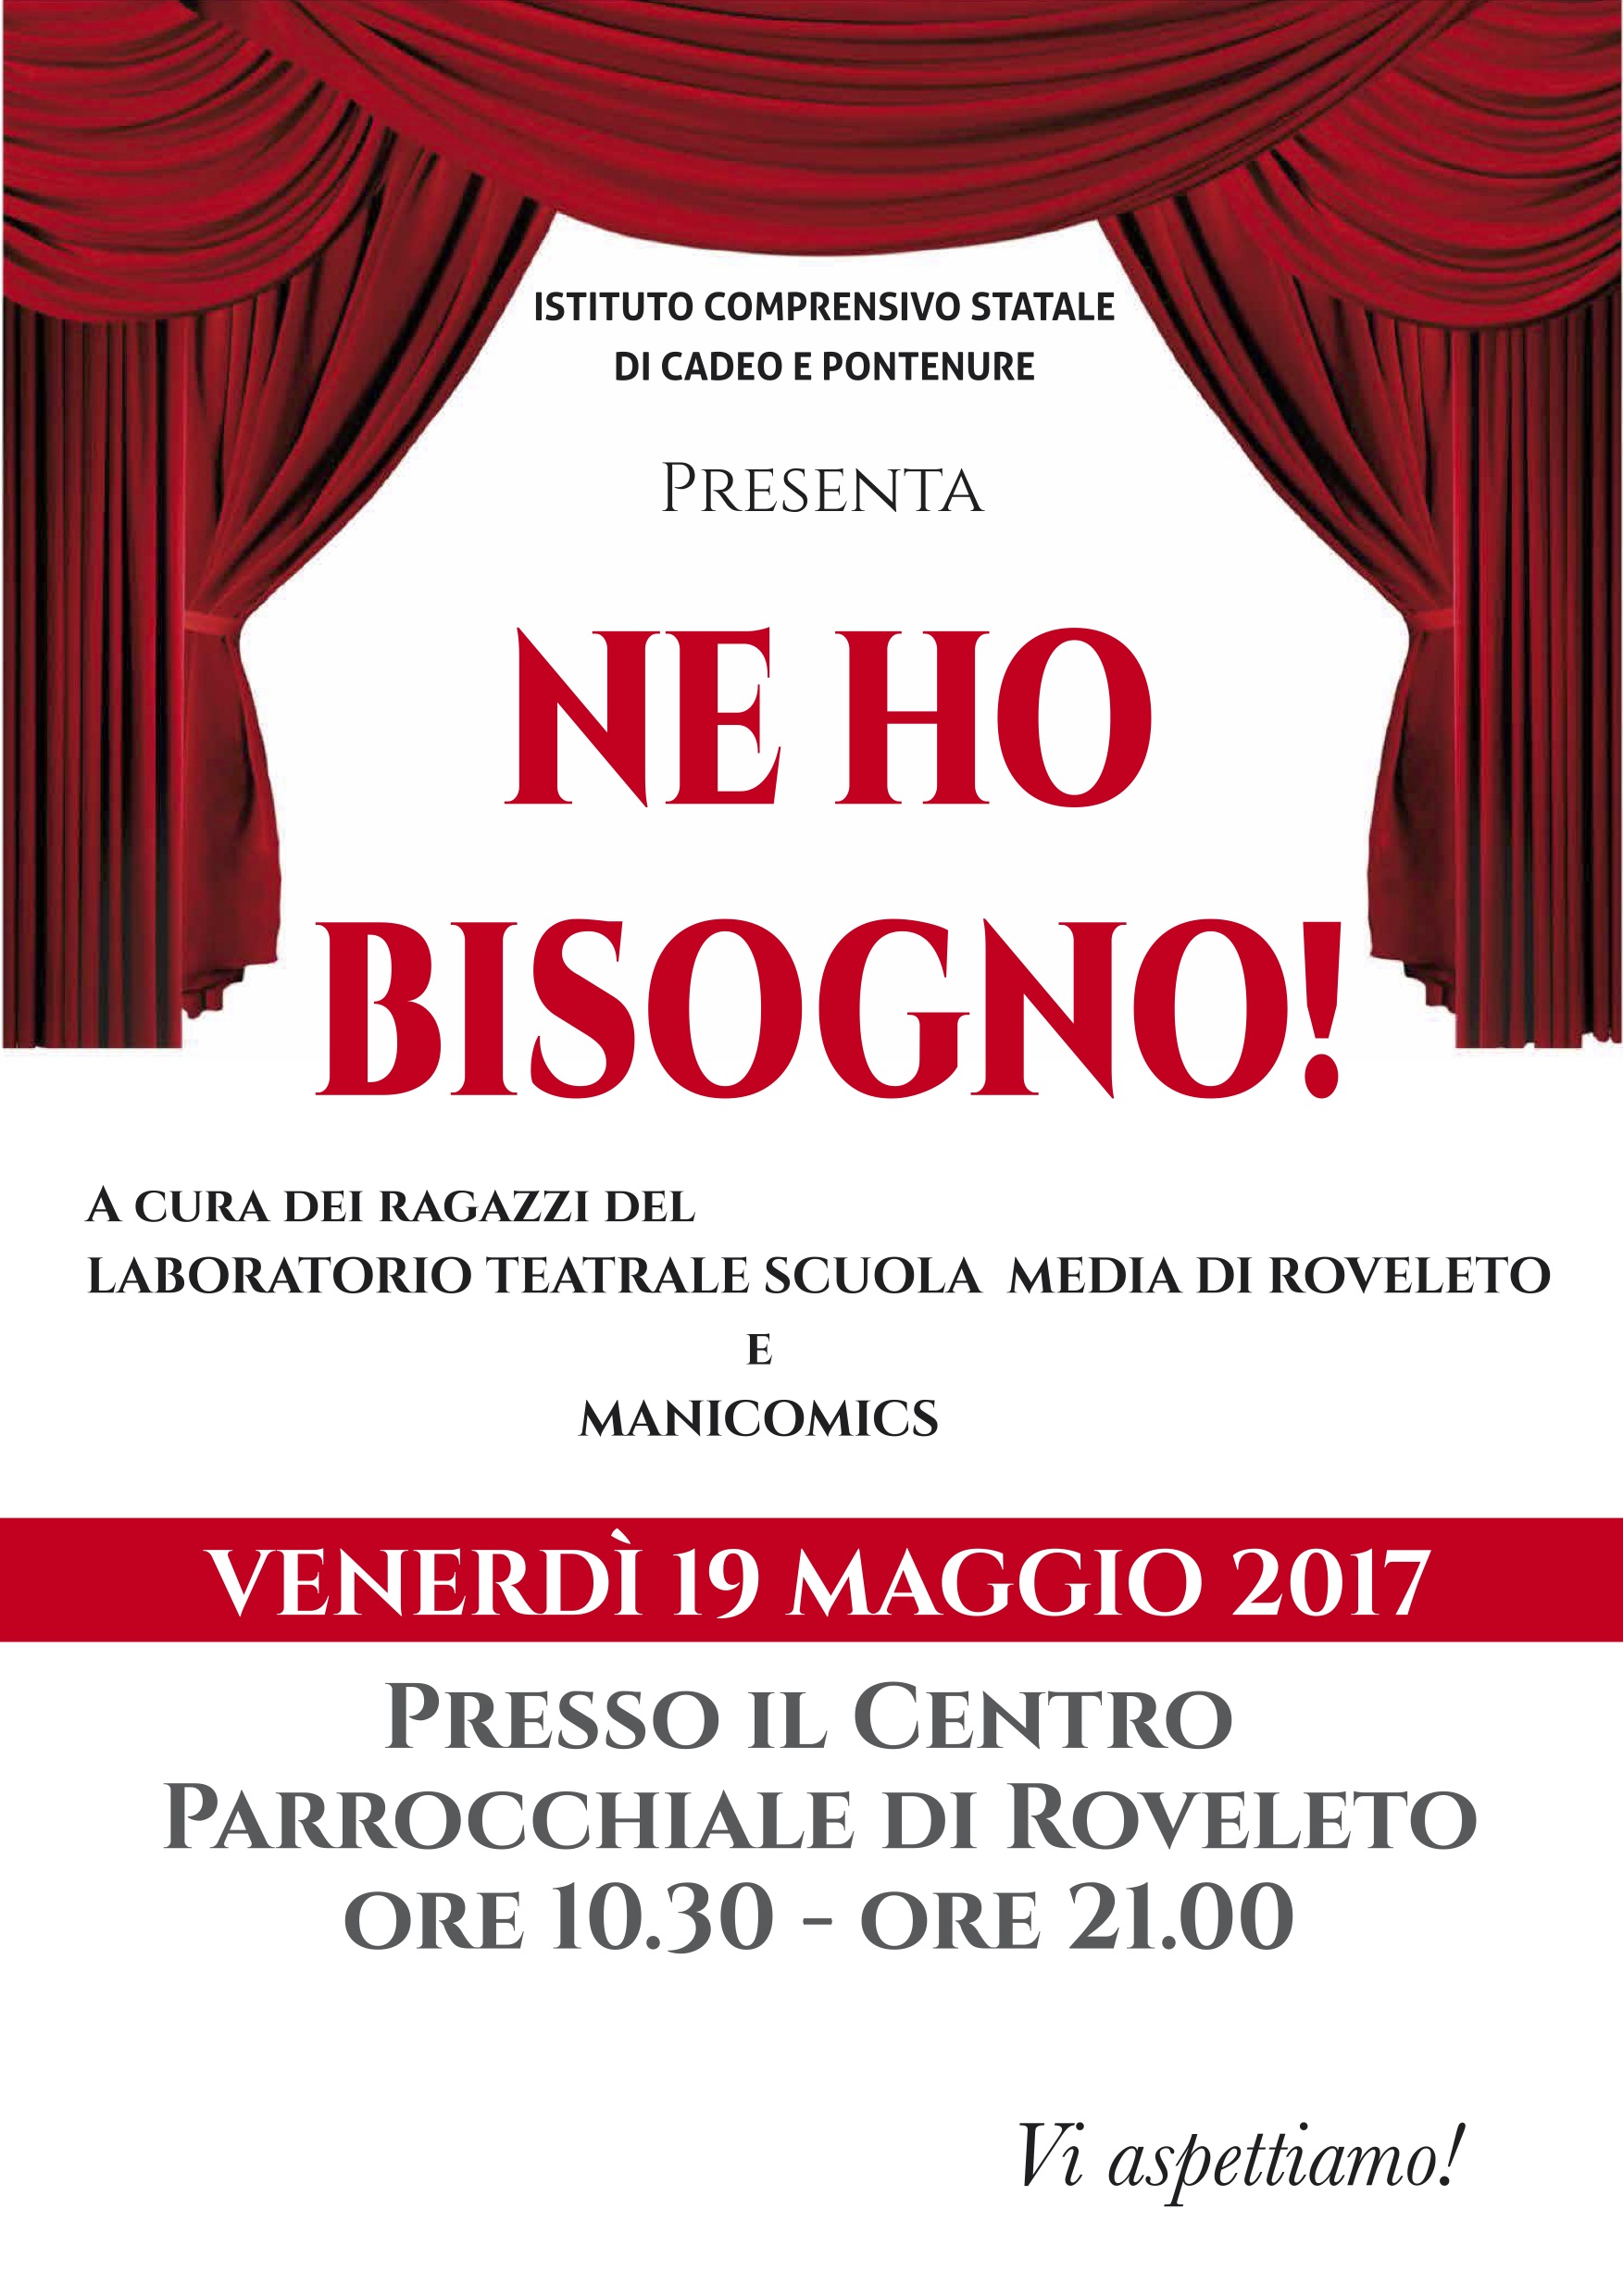 ISTITUTO COMPRENSIVO STATALE
DI CADEO E PONTENURE
PRESENTA
NE HO
BISOGNO!
A CURA DEI RAGAZZI DEL
LABORATORIO TEATRALE SCUOLA MEDIA DI ROVELETO
E
MANICOMICS
VENERDÌ 19 MAGGIO 2017
PRESSO IL CENTRO
PARROCCHIALE DI ROVELETO
ORE 10.30 - ORE 21.00
Vi aspettiamo!